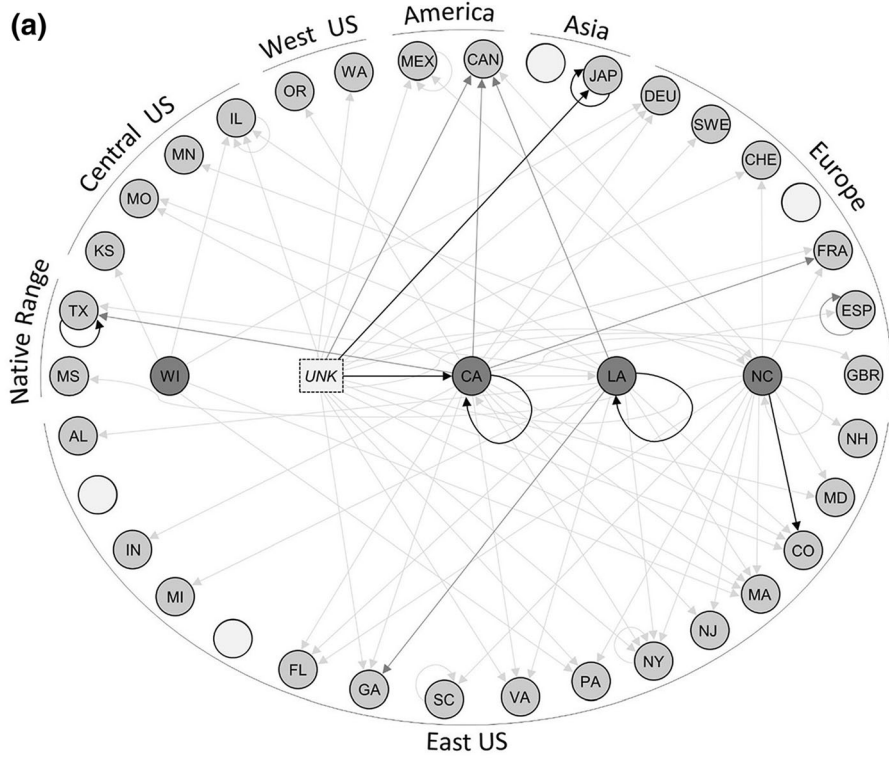 (a)
America
West US
Asia
Central US
Europe
Native Range
East US
MEX
CAN
JAP
DEU
SWE
CHE
FRA
ESP
GBR
NH
MD
CO
MA
NJ
NY
PA
VA
SC
GA
FL
MI
IN
AL
MS
TX
KS
MO
MN
IL
OR
WA
WI
UNK
CA
LA
NC